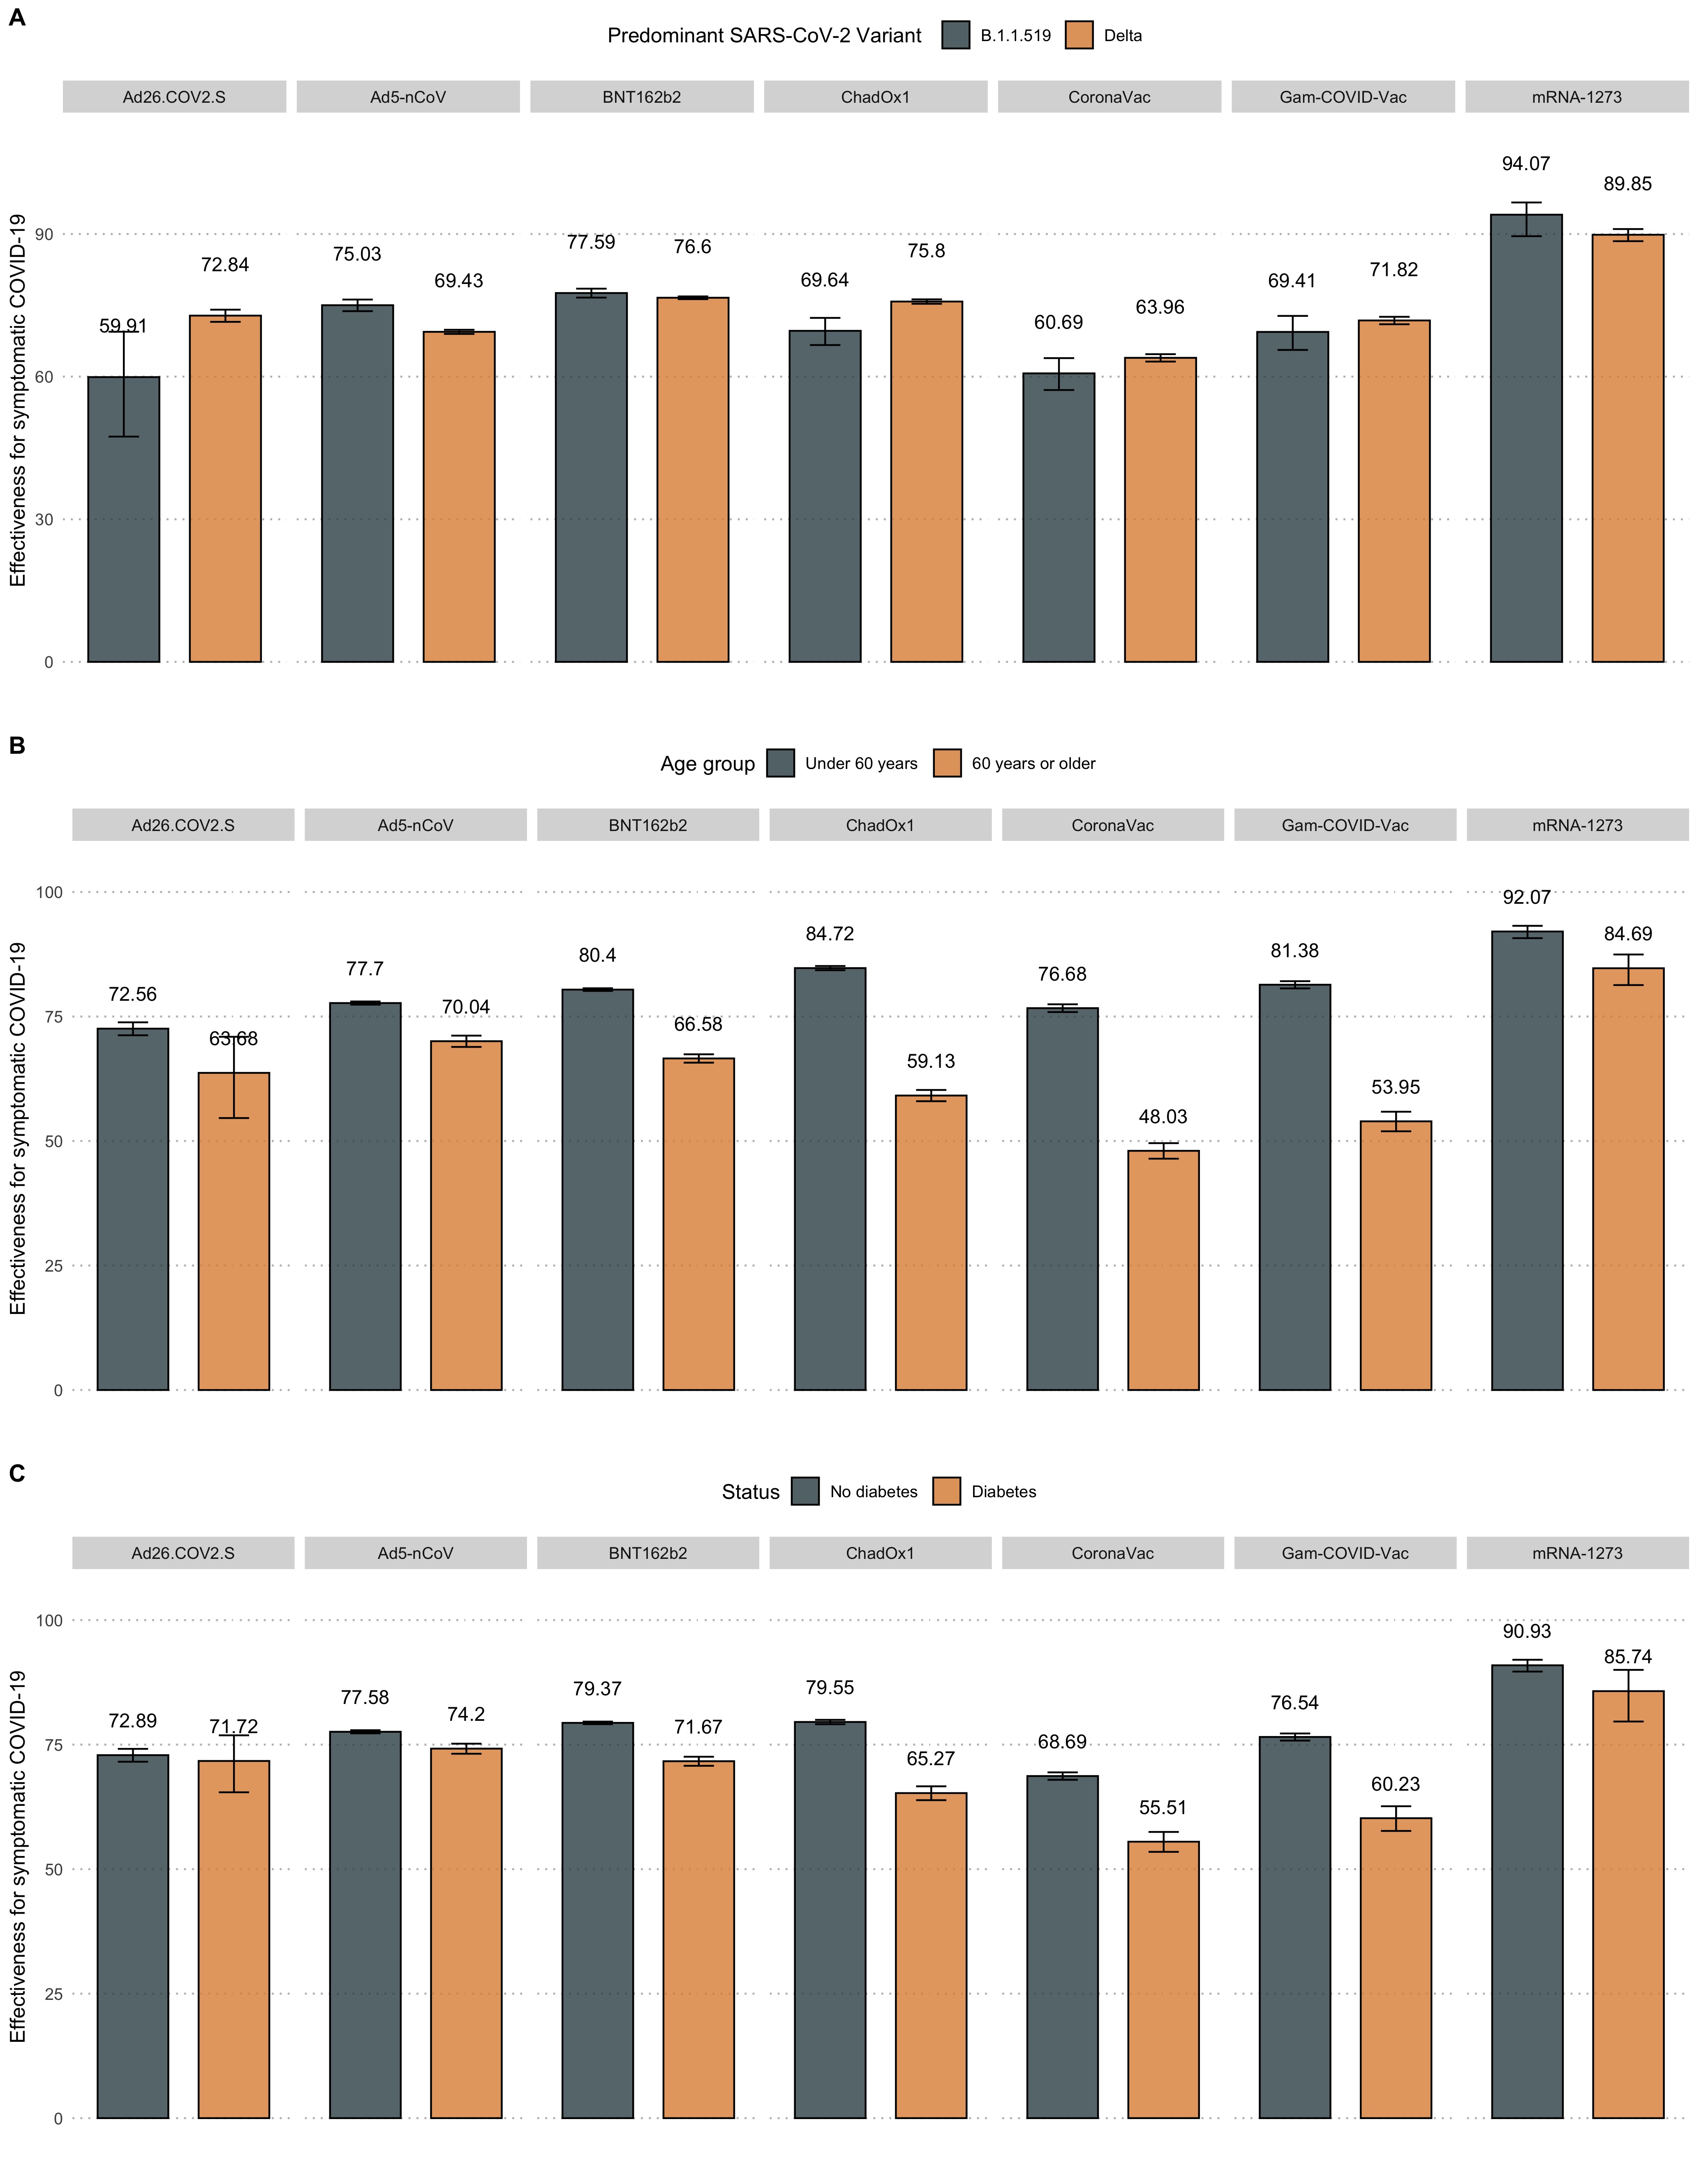 A
Predominant SARS-CoV-2 Variant B.1.1.519 Delta
Ad26.COV2.S Ad5-nCoV BNT162b2 ChadOx1 CoronaVac Gam-COVID-Vac mRNA-1273
Effectiveness for symptomatic COVID-19
90
60
30
0
59.91 72.84 75.03 69.43 77.59 76.6 69.64 75.8 60.69 63.96 69.41 71.82 94.07 89.85
B
Age group Under 60 years 60 years or older
Ad26.COV2.S Ad5-nCoV BNT162b2 ChadOx1 CoronaVac Gam-COVID-Vac mRNA-1273
Effectiveness for symptomatic COVID-19
100
75
50
25
0
72.56 63.68 77.7 70.04 80.4 66.58 84.72 59.13 76.68 48.03 81.38 53.95 92.07 84.69
C
Status No diabetes Diabetes
Ad26.COV2.S Ad5-nCoV BNT162b2 ChadOx1 CoronaVac Gam-COVID-Vac mRNA-1273
Effectiveness for symptomatic COVID-19
100
75
50
25
0
72.89 71.72 77.58 74.2 79.37 71.67 79.55 65.27 68.69 55.51 76.54 60.23 90.93 85.74